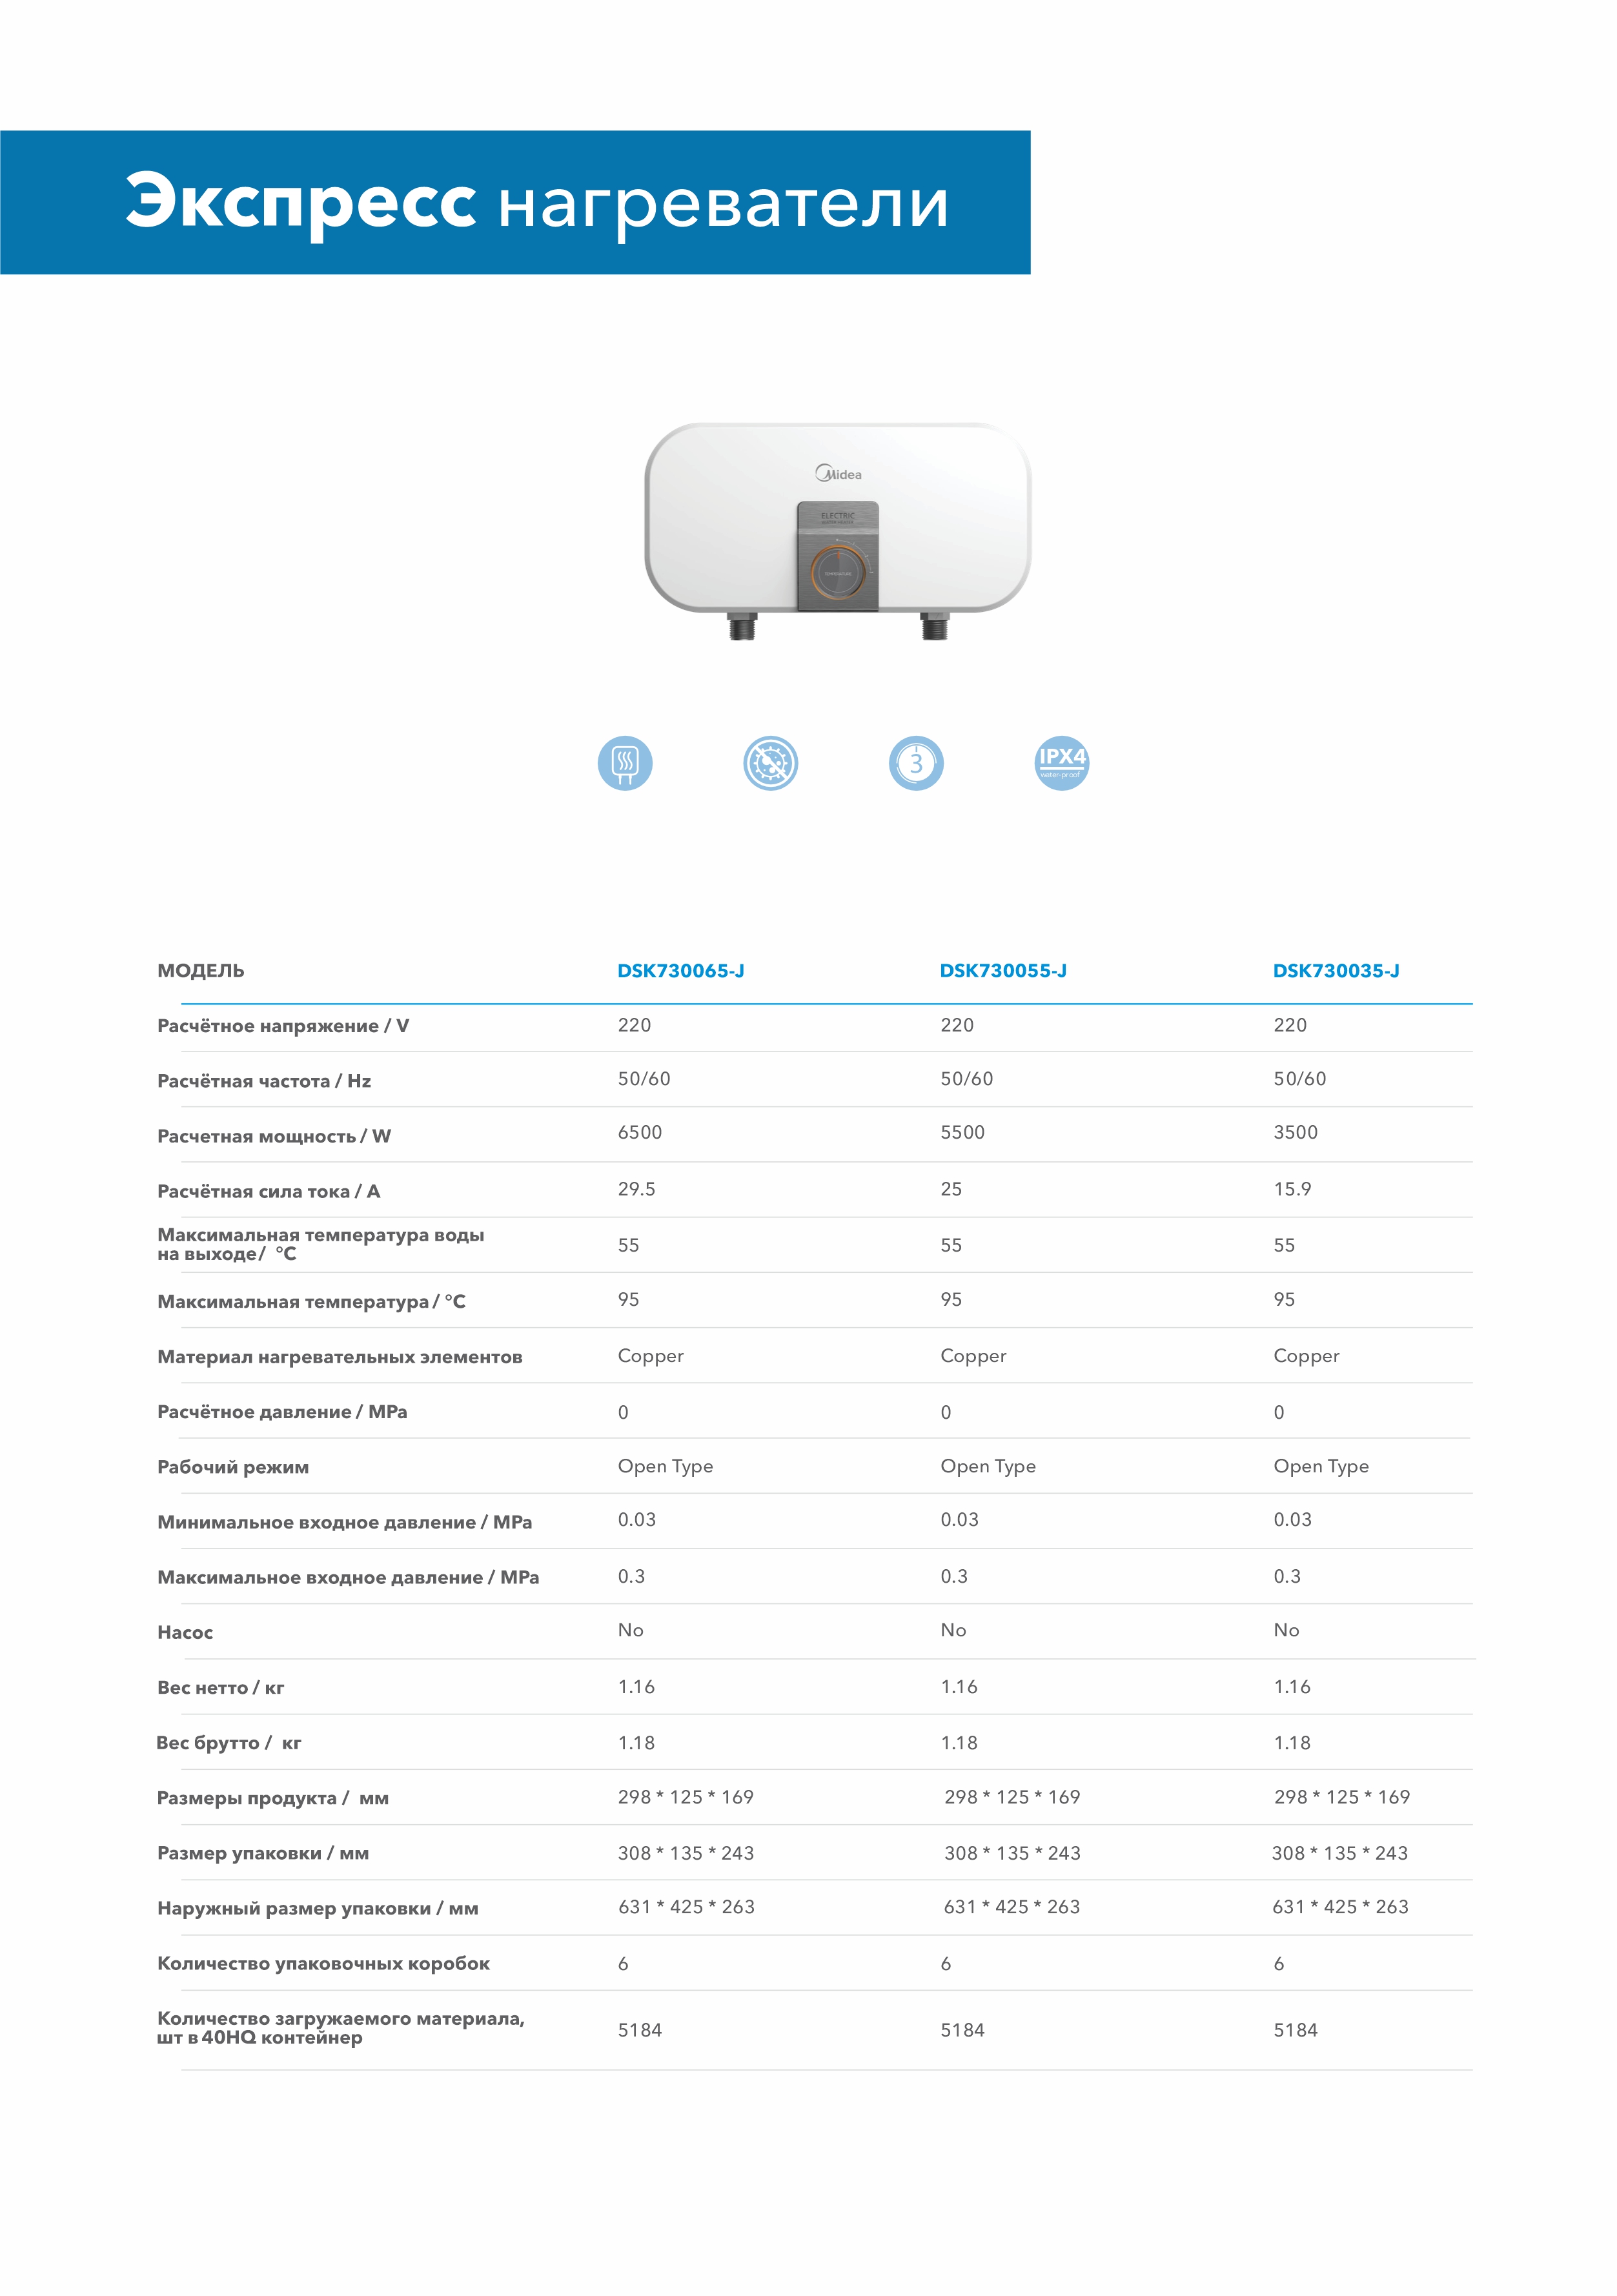 Экспресс нагреватели
Midea
ELECTRIC
WATER HEATER
TEMPERATURE
3
IPX4
water-proof
МОДЕЛЬ DSK730065-J DSK730055-J DSK730035-J
Расчётное напряжение / V 220 220 220
Расчётная частота / Hz 50/60 50/60 50/60
Расчетная мощность / W 6500 5500 3500
Расчётная сила тока / A 29.5 25 15.9
Максимальная температура воды
на выходе/ °C 55 55 55
Максимальная температура / °C 95 95 95
Материал нагревательных элементов Copper Copper Copper
Расчётное давление / MPa 0 0 0
Рабочий режим Open Type Open Type Open Type
Минимальное входное давление / MPa 0.03 0.03 0.03
Максимальное входное давление / MPa 0.3 0.3 0.3
Насос No No No
Вес нетто / кг 1.16 1.16 1.16
Вес брутто / кг 1.18 1.18 1.18
Размеры продукта / мм 298 * 125 * 169 298 * 125 * 169 298 * 125 * 169
Размер упаковки / мм 308 * 135 * 243 308 * 135 * 243 308 * 135 * 243
Наружный размер упаковки / мм 631 * 425 * 263 631 * 425 * 263 631 * 425 * 263
Количество упаковочных коробок 6 6 6
Количество загружаемого материала,
шт в 40HQ контейнер 5184 5184 5184